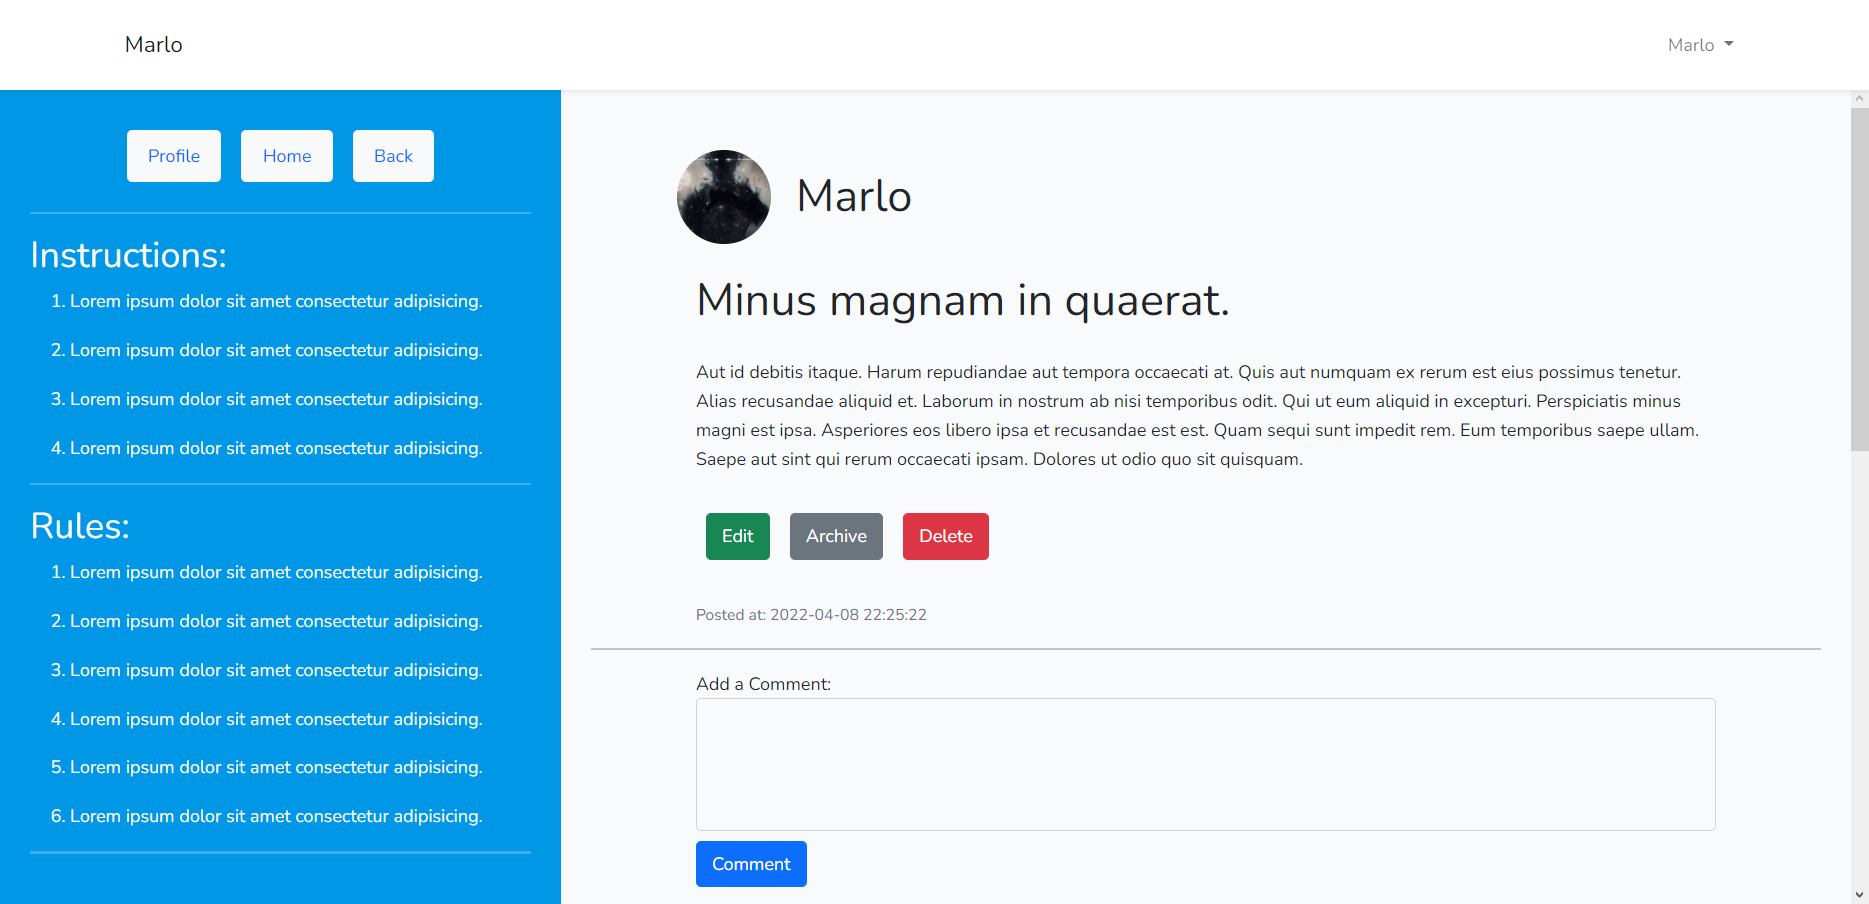 Marlo
Marlo
Profile
Home
Back
Instructions:
1. Lorem ipsum dolor sit amet consectetur adipisicing.
2. Lorem ipsum dolor sit amet consectetur adipisicing.
3. Lorem ipsum dolor sit amet consectetur adipisicing.
4. Lorem ipsum dolor sit amet consectetur adipisicing.
Rules:
1. Lorem ipsum dolor sit amet consectetur adipisicing.
2. Lorem ipsum dolor sit amet consectetur adipisicing.
3. Lorem ipsum dolor sit amet consectetur adipisicing.
4. Lorem ipsum dolor sit amet consectetur adipisicing.
5. Lorem ipsum dolor sit amet consectetur adipisicing.
6. Lorem ipsum dolor sit amet consectetur adipisicing.
Marlo
Minus magnam in quaerat.
Aut id debitis itaque. Harum repudiandae aut tempora occaecati at. Quis aut numquam ex rerum est eius possimus tenetur.
Alias recusandae aliquid et. Laborum in nostrum ab nisi temporibus odit. Qui ut eum aliquid in excepturi. Perspiciatis minus
magni est ipsa. Asperiores eos libero ipsa et recusandae est est. Quam sequi sunt impedit rem. Eum temporibus saepe ullam.
Saepe aut sint qui rerum occaecati ipsam. Dolores ut odio quo sit quisquam.
Edit
Archive
Delete
Posted at: 2022-04-08 22:25:22
Add a Comment:
Comment